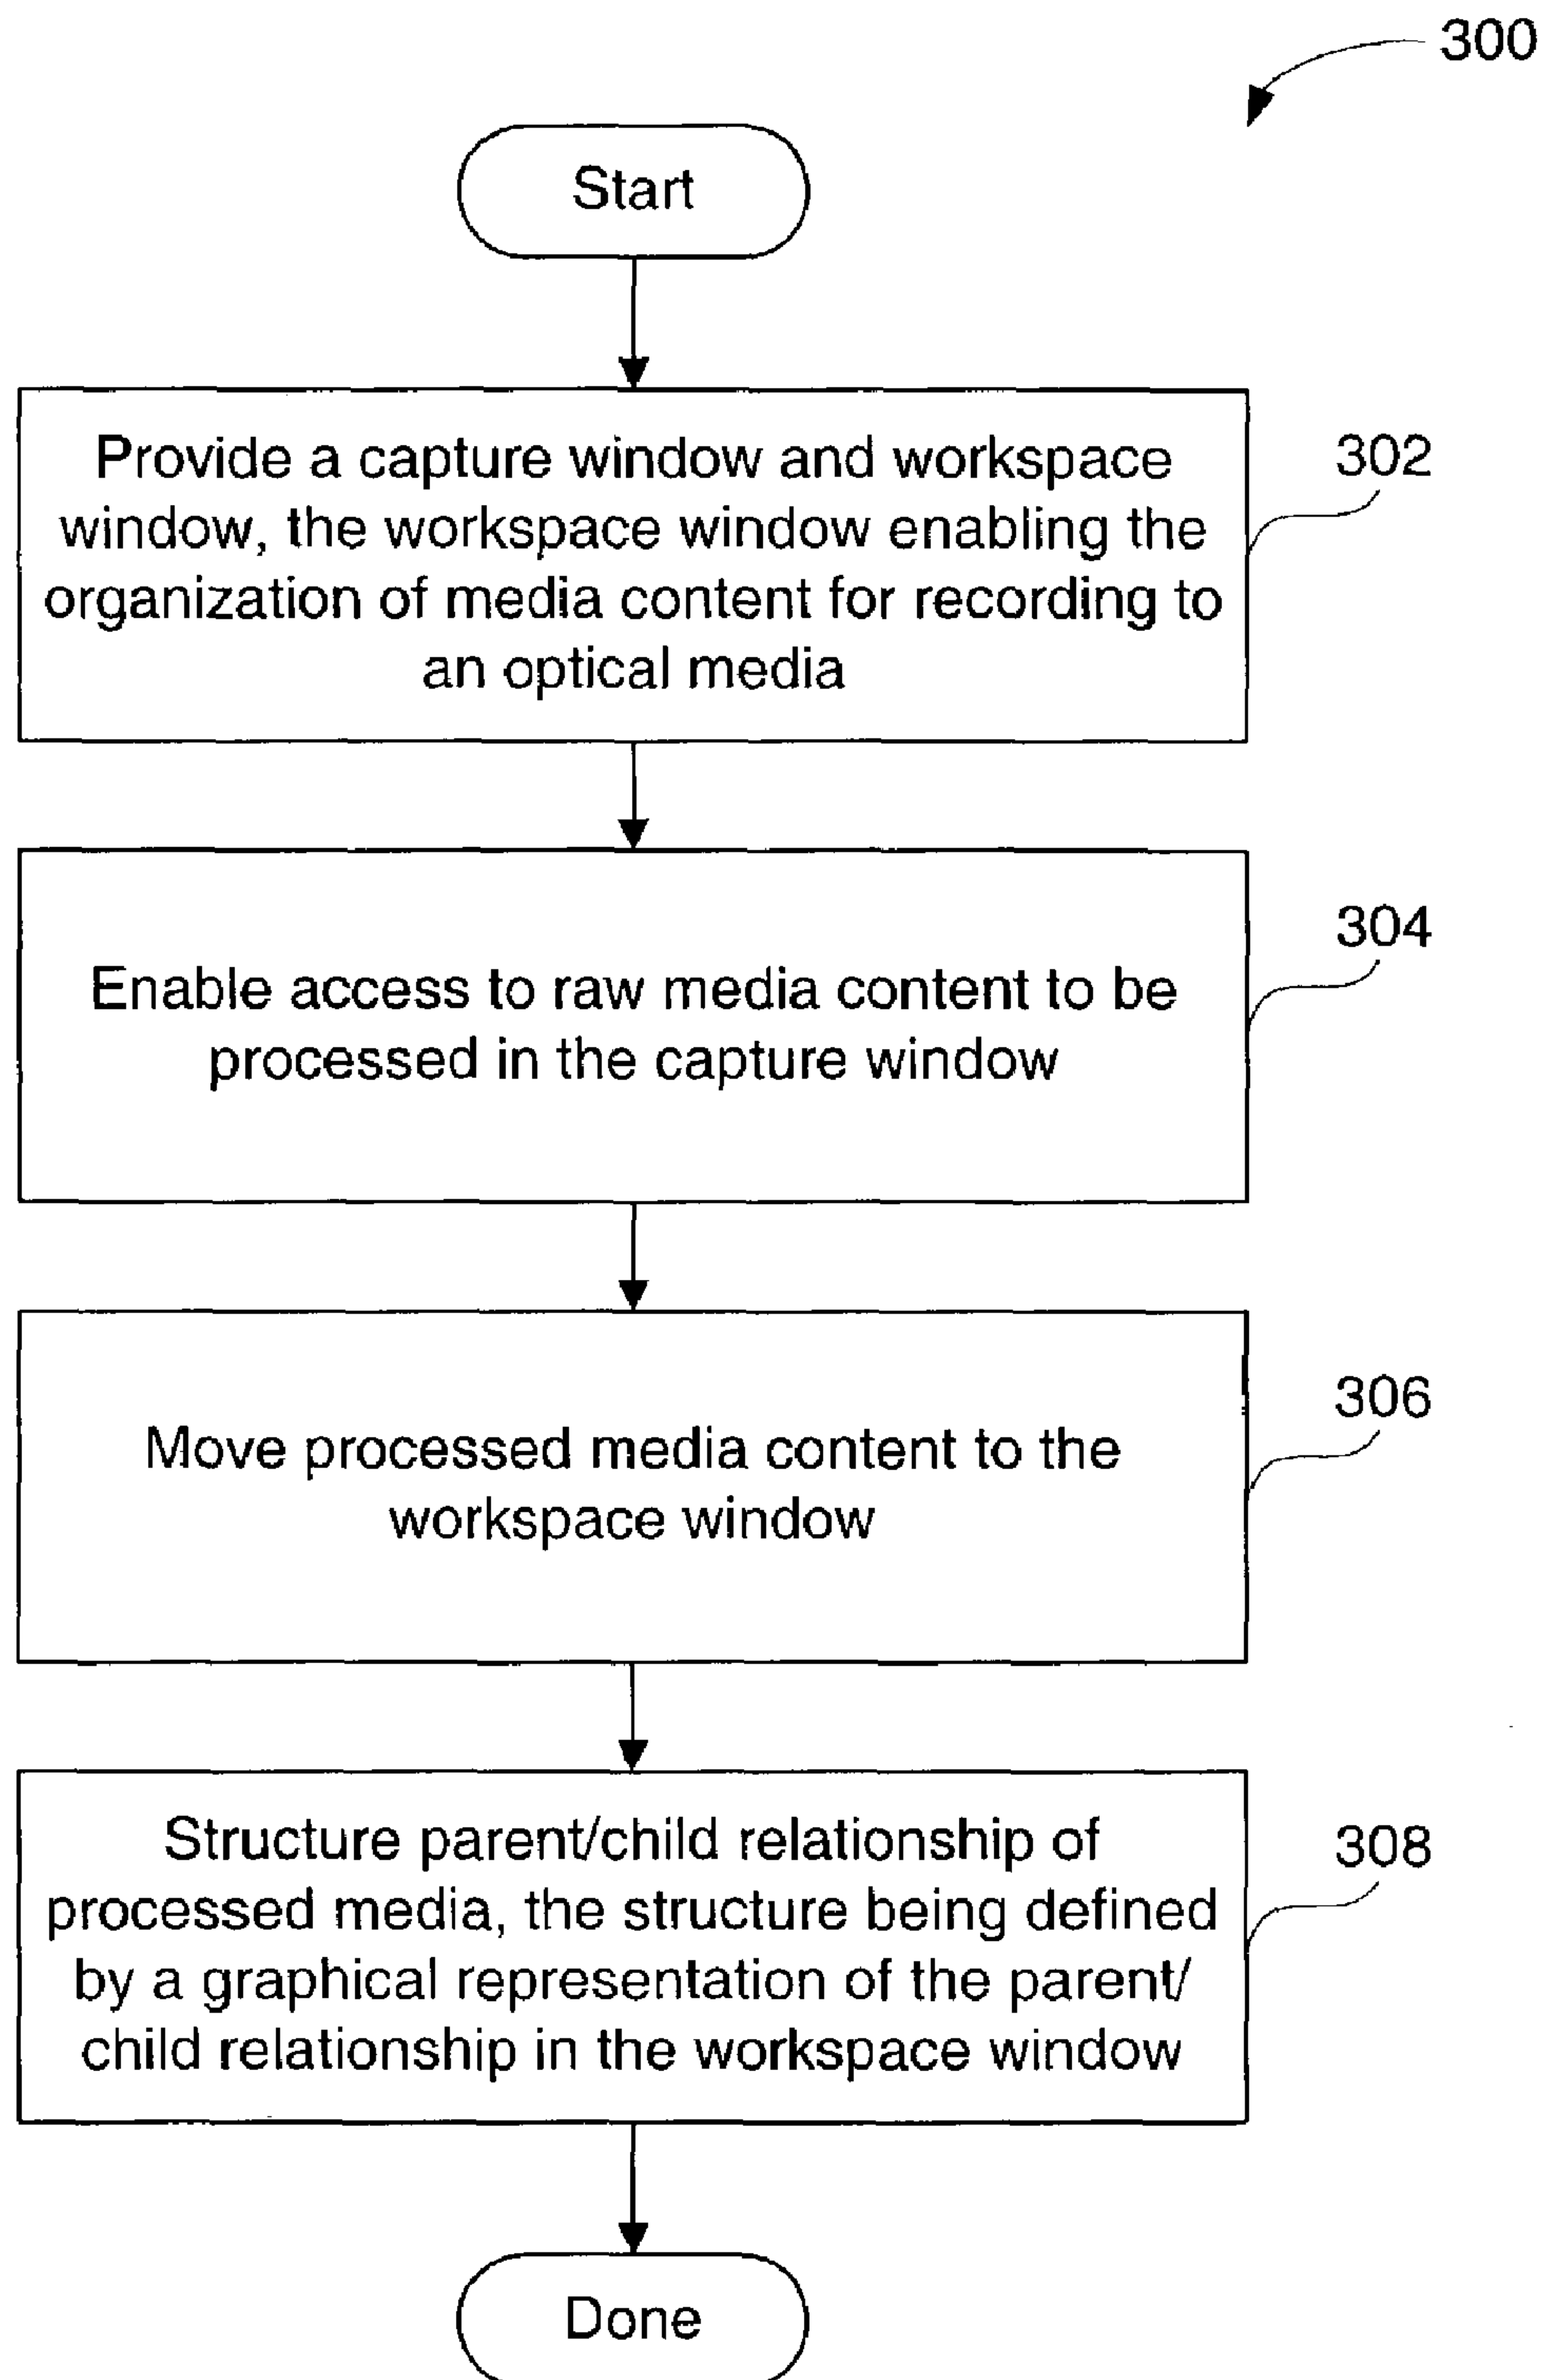 300
Start
Provide a capture window and workspace
window, the workspace window enabling the
organization of media content for recording to
an optical media
302
Enable access to raw media content to be
processed in the capture window
304
Move processed media content to the
workspace window
306
Structure parent/child relationship of
processed media, the structure being defined
by a graphical representation of the parent/
child relationship in the workspace window
308
Done